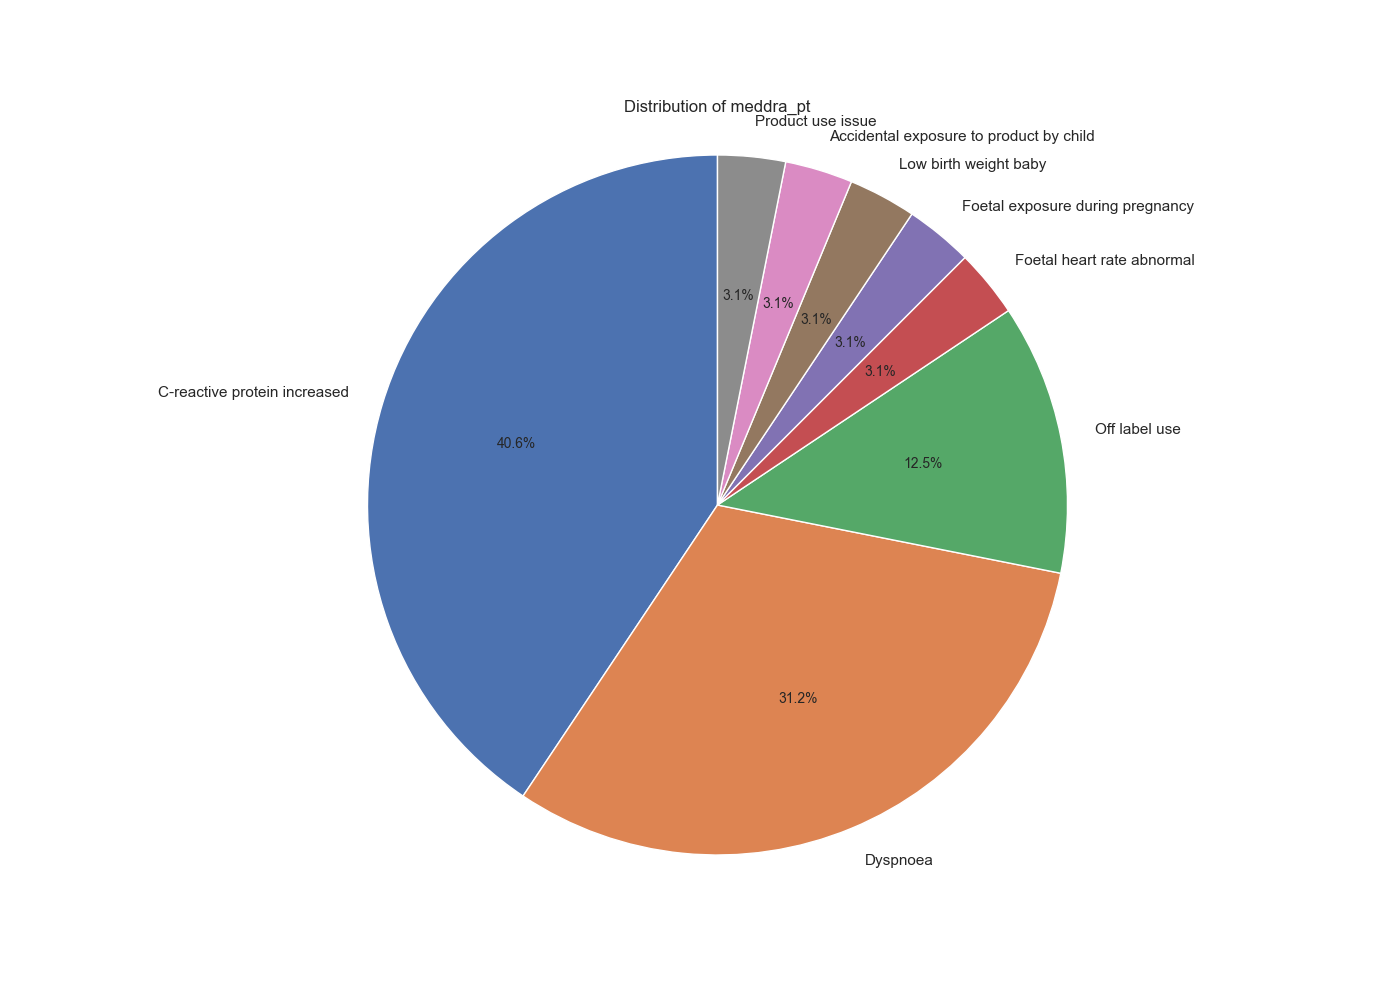 Distribution of meddra_pt
Product use issue
Accidental exposure to product by child
Low birth weight baby
Foetal exposure during pregnancy
Foetal heart rate abnormal
3.1%
3.1%
3.1%
3.1%
3.1%
C-reactive protein increased
Off label use
40.6%
12.5%
31.2%
Dyspnoea